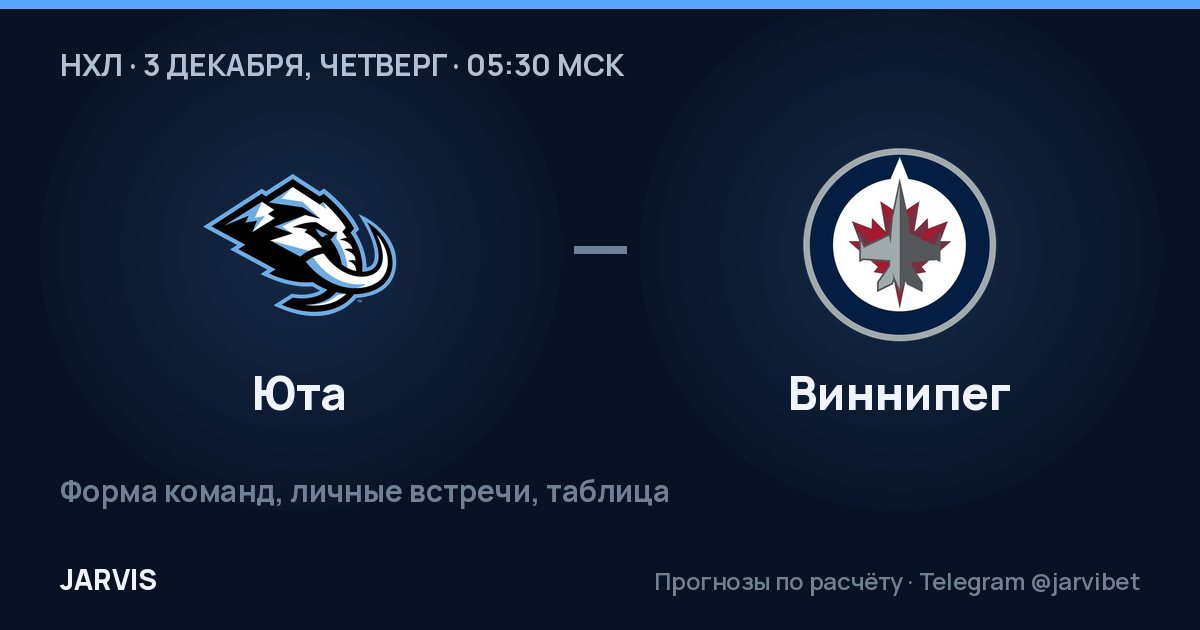 НХЛ · 3 ДЕКАБРЯ, ЧЕТВЕРГ · 05:30 МСК
—
Юта
Виннипег
Форма команд, личные встречи, таблица
JARVIS
Прогнозы по расчёту · Telegram @jarvibet